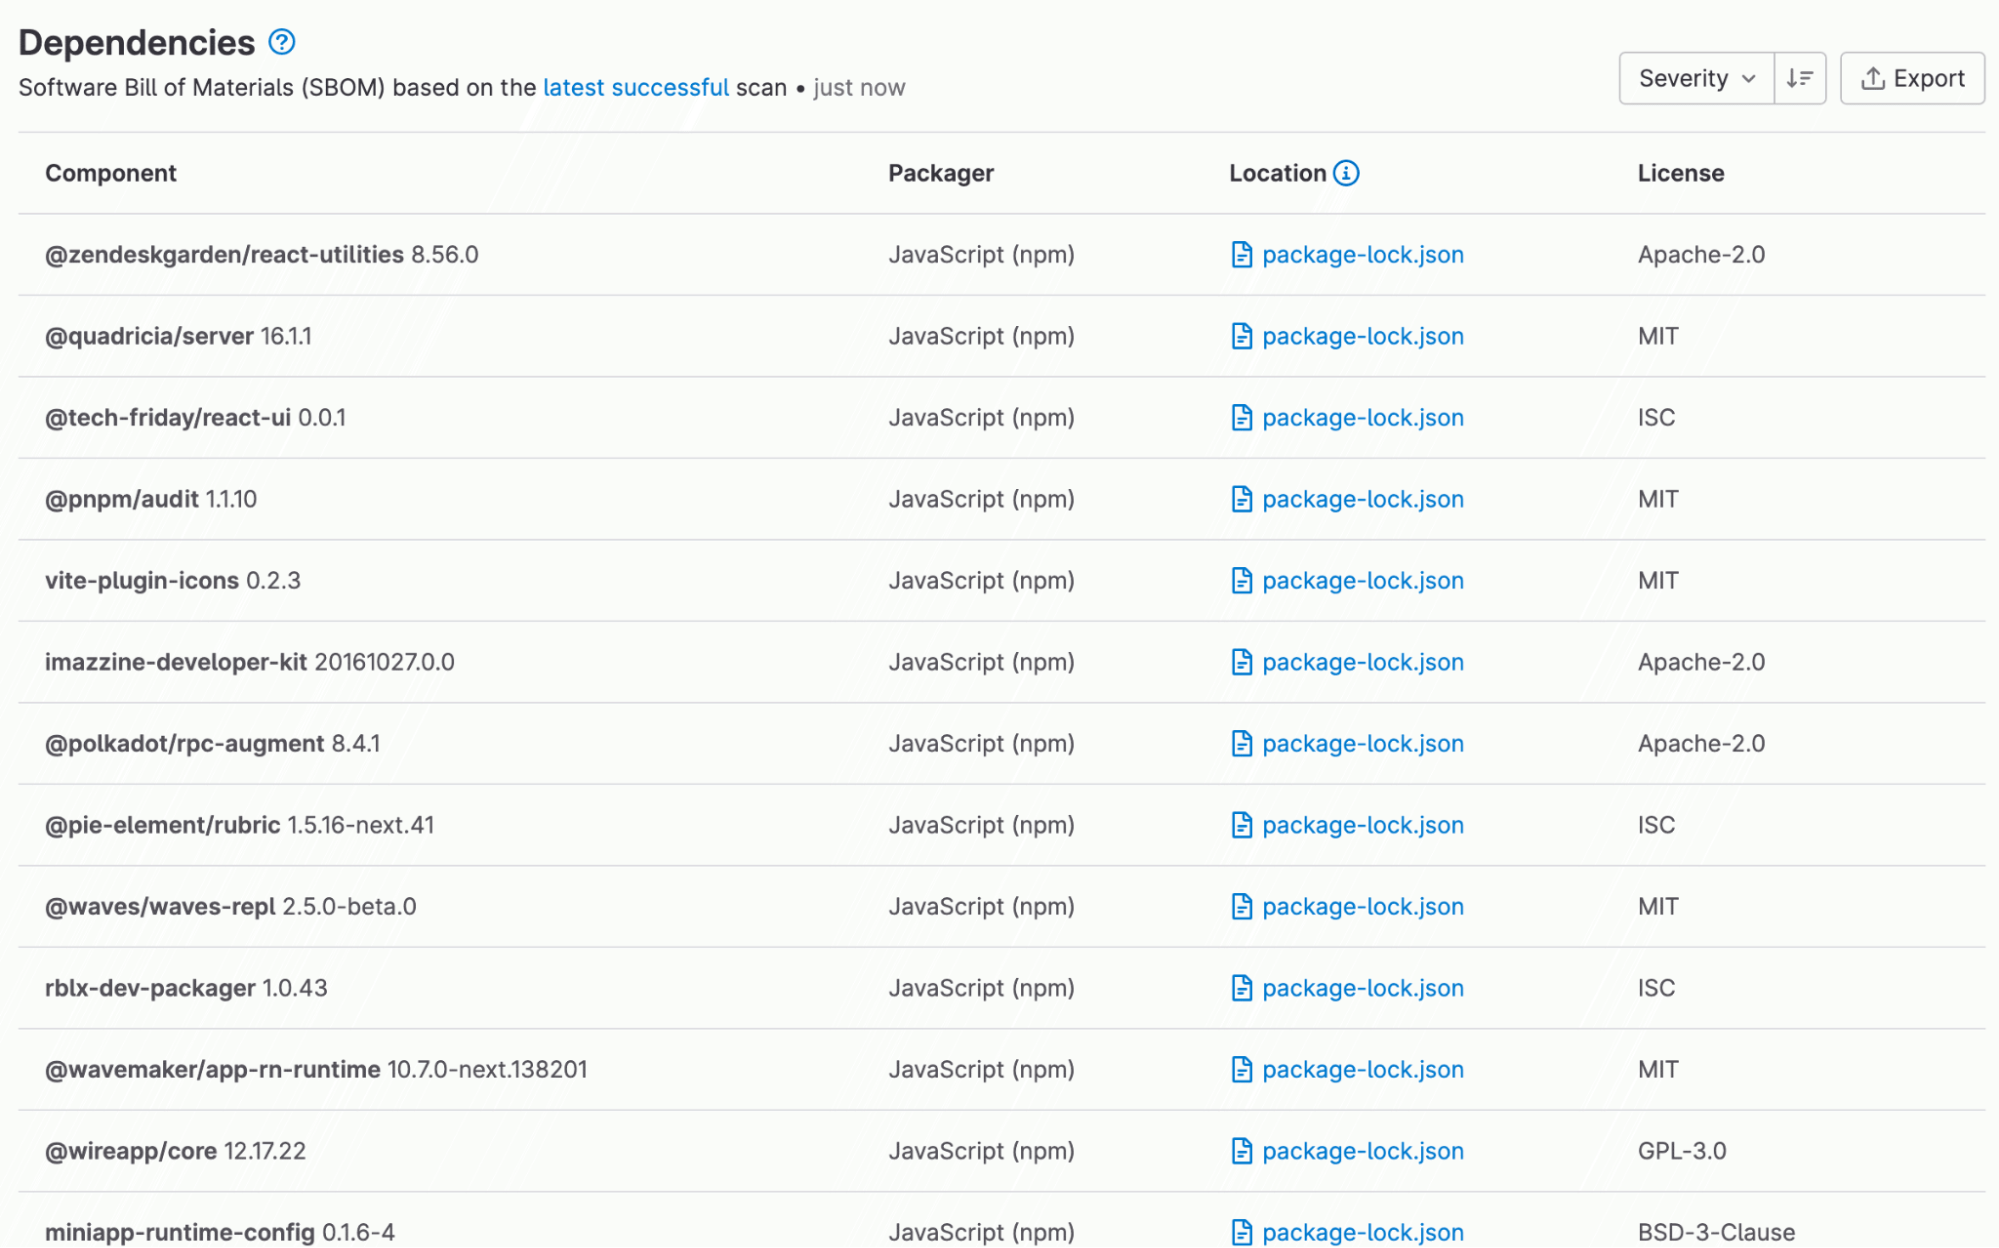 Dependencies
Software Bill of Materials (SBOM) based on the latest successful scan • just now
Severity
Export
Component Packager Location License
@zendeskgarden/react-utilities 8.56.0 JavaScript (npm) package-lock.json Apache-2.0
@quadricia/server 16.1.1 JavaScript (npm) package-lock.json MIT
@tech-friday/react-ui 0.0.1 JavaScript (npm) package-lock.json ISC
@pnpm/audit 1.1.10 JavaScript (npm) package-lock.json MIT
vite-plugin-icons 0.2.3 JavaScript (npm) package-lock.json MIT
imazzine-developer-kit 20161027.0.0 JavaScript (npm) package-lock.json Apache-2.0
@polkadot/rpc-augment 8.4.1 JavaScript (npm) package-lock.json Apache-2.0
@pie-element/rubric 1.5.16-next.41 JavaScript (npm) package-lock.json ISC
@waves/waves-repl 2.5.0-beta.0 JavaScript (npm) package-lock.json MIT
rblx-dev-packager 1.0.43 JavaScript (npm) package-lock.json ISC
@wavemaker/app-rn-runtime 10.7.0-next.138201 JavaScript (npm) package-lock.json MIT
@wireapp/core 12.17.22 JavaScript (npm) package-lock.json GPL-3.0
miniapp-runtime-config 0.1.6-4 JavaScript (npm) package-lock.json BSD-3-Clause